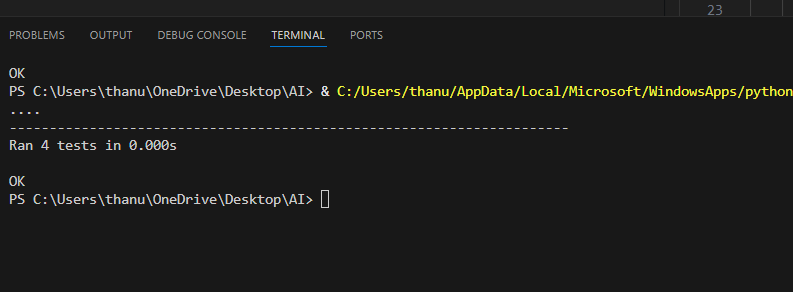 23
PROBLEMS OUTPUT DEBUG CONSOLE TERMINAL PORTS
OK
PS C:\Users\thanu\OneDrive\Desktop\AI> & C:/Users/thanu/AppData/Local/Microsoft/WindowsApps/python
....
----------------------------------------------------------------------
Ran 4 tests in 0.000s
OK
PS C:\Users\thanu\OneDrive\Desktop\AI>